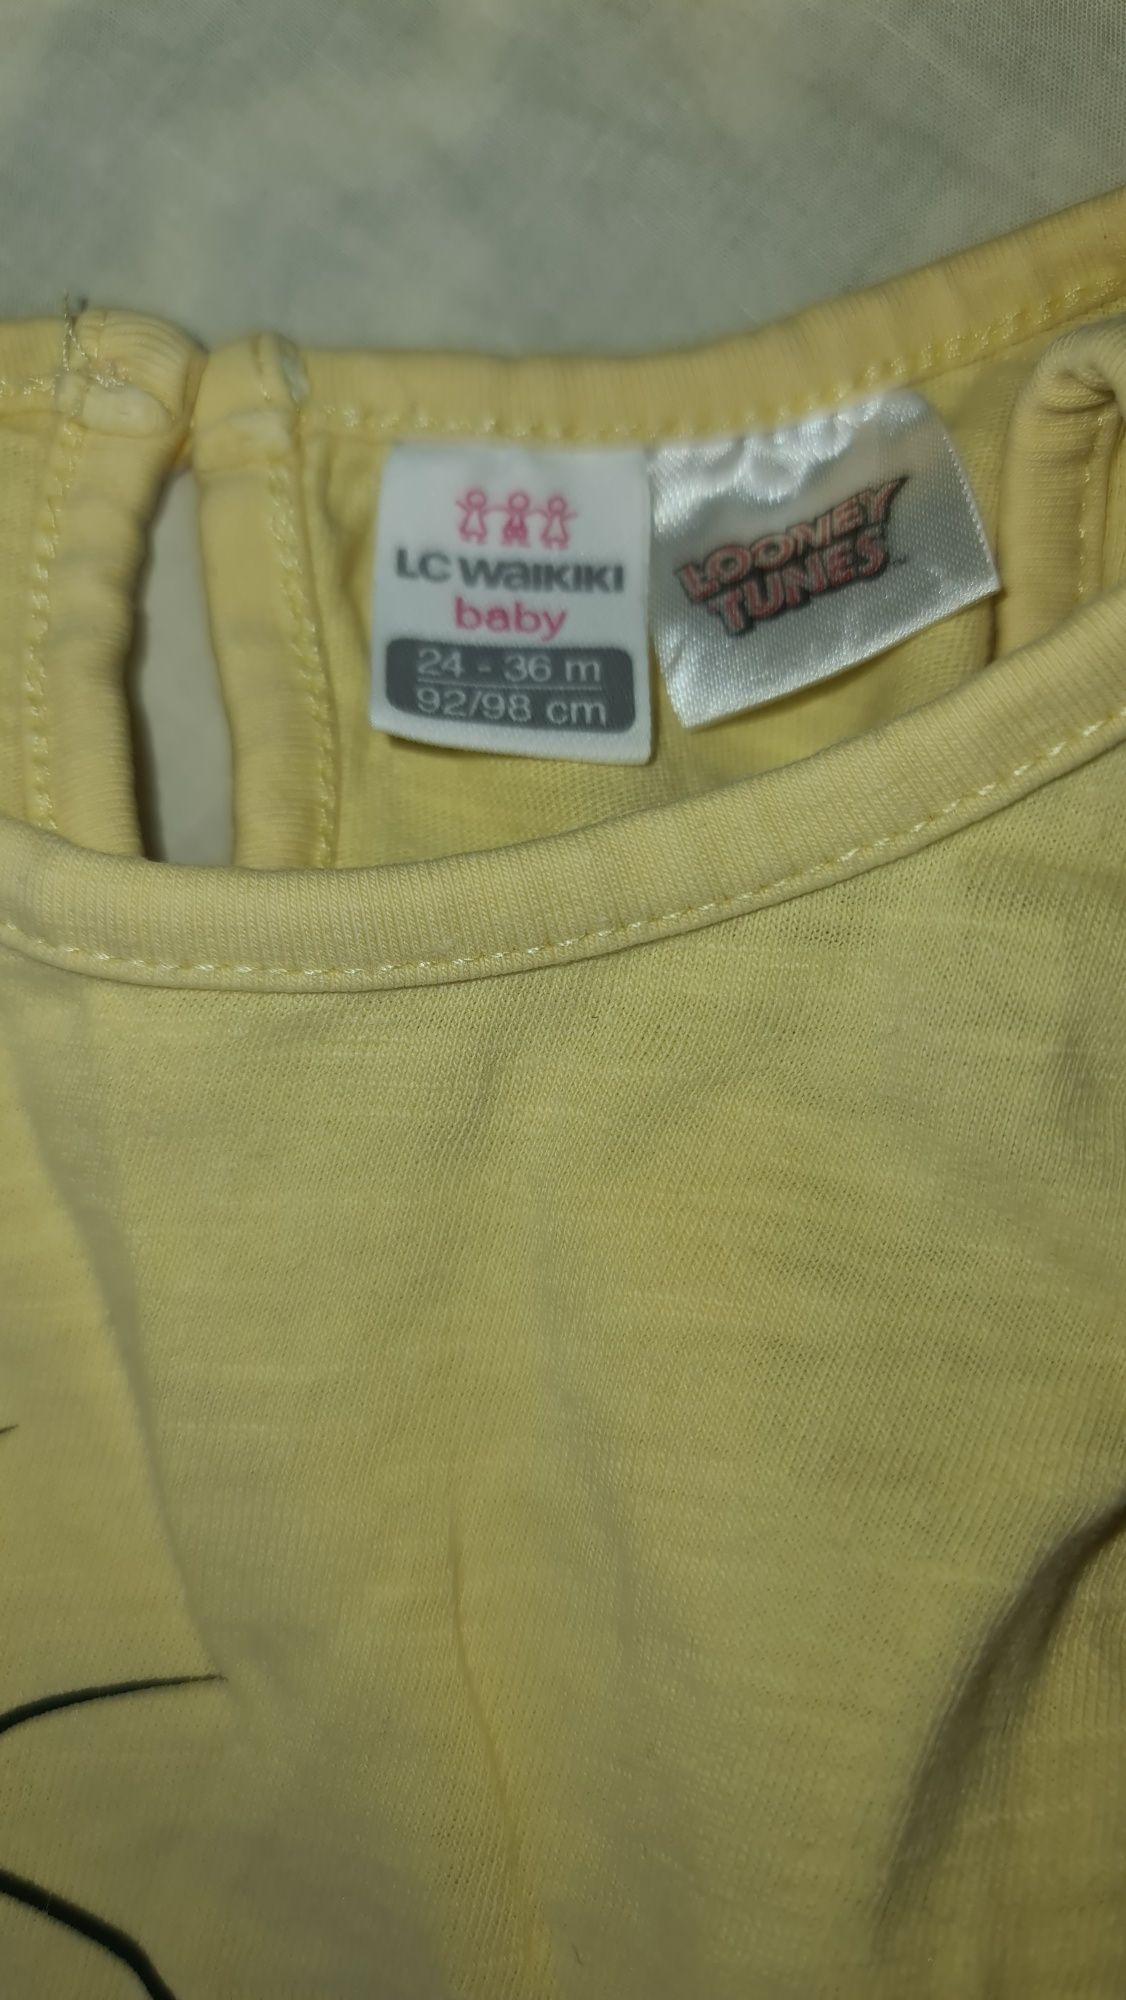 LC WAIKIKI
baby
24 - 36 m
92/98 cm
LOONEY
TUNES